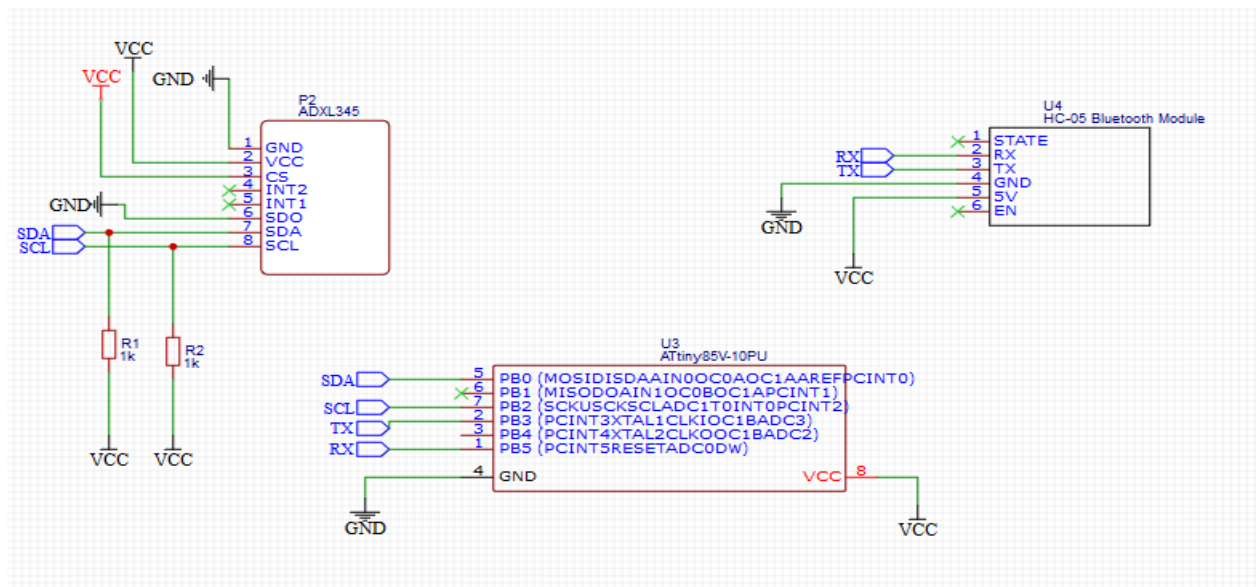 VCC
VCC
GND
P2
ADXL345
1 GND
2 VCC
3 CS
4 INT2
5 INT1
6 SDO
7 SDA
8 SCL
GND
SDA
SCL
R1
1k
R2
1k
VCC
VCC
U4
HC-05 Bluetooth Module
1 STATE
2 RX
3 TX
4 GND
5 5V
6 EN
RX
TX
GND
VCC
U3
ATtiny85V-10PU
SDA 5 PB0 (MOSIDISDAAIN0OC0AOC1AAREFPCINT0)
6 PB1 (MISODOAIN1OC0BOC1APCINT1)
SCL 7 PB2 (SCKUSCKSCLADC1T0INT0PCINT2)
TX 2 PB3 (PCINT3XTAL1CLKIOC1BADC3)
3 PB4 (PCINT4XTAL2CLKOOC1BADC2)
RX 1 PB5 (PCINT5RESETADC0DW)
4 GND
VCC 8
GND
VCC